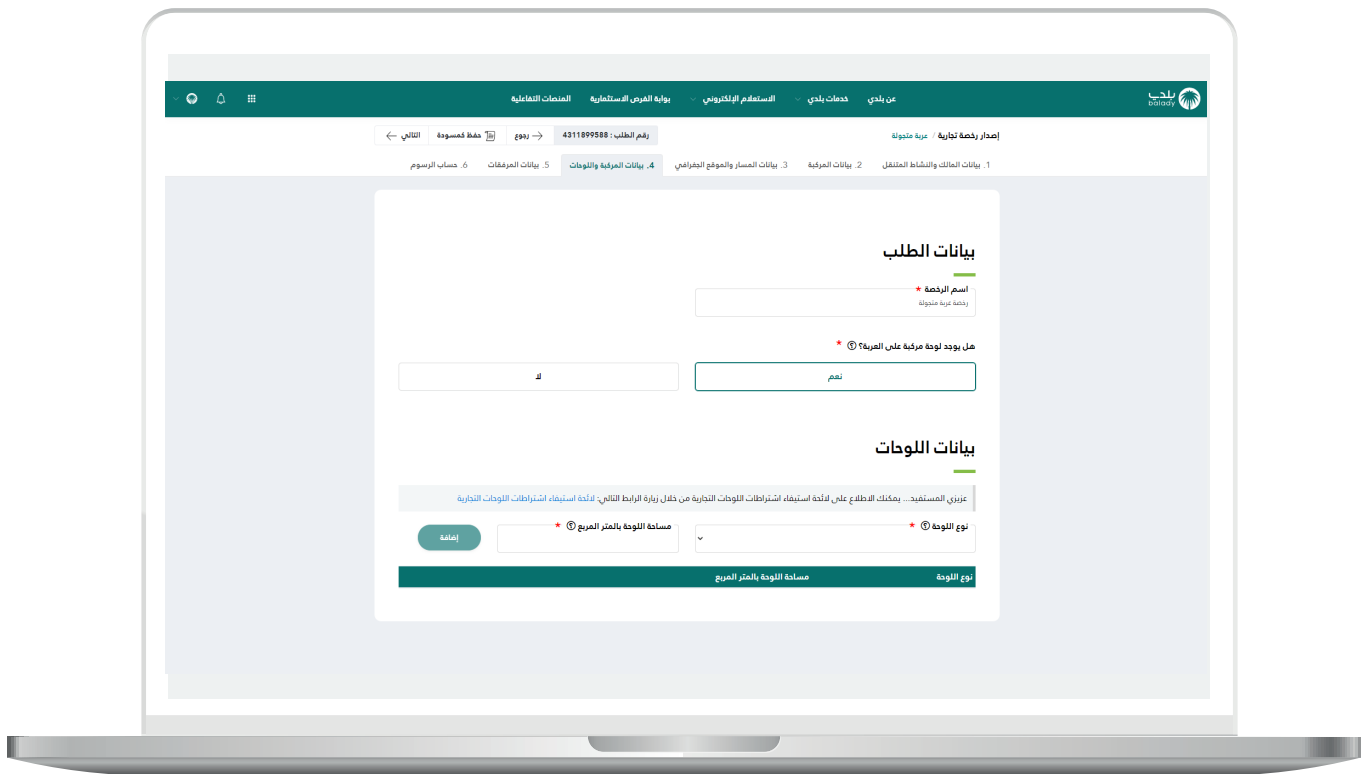 بلدي
balady
عن بلدي
خدمات بلدي
الاستعلام الإلكتروني
بوابة الفرص الاستثمارية
المنصات التفاعلية
إصدار رخصة تجارية / عربة متجولة
رقم الطلب : 4311899588
رجوع
حفظ كمسودة
التالي
1. بيانات المالك والنشاط المتنقل
2. بيانات المركبة
3. بيانات المسار والموقع الجغرافي
4. بيانات المركبة واللوحات
5. بيانات المرفقات
6. حساب الرسوم
بيانات الطلب
اسم الرخصة *
رخصة عربة متجولة
هل يوجد لوحة مركبة على العربة؟ ؟ *
نعم
لا
بيانات اللوحات
عزيزي المستفيد... يمكنك الاطلاع على لائحة استيفاء اشتراطات اللوحات التجارية من خلال زيارة الرابط التالي: لائحة استيفاء اشتراطات اللوحات التجارية
نوع اللوحة ؟ *
مساحة اللوحة بالمتر المربع ؟ *
إضافة
نوع اللوحة
مساحة اللوحة بالمتر المربع